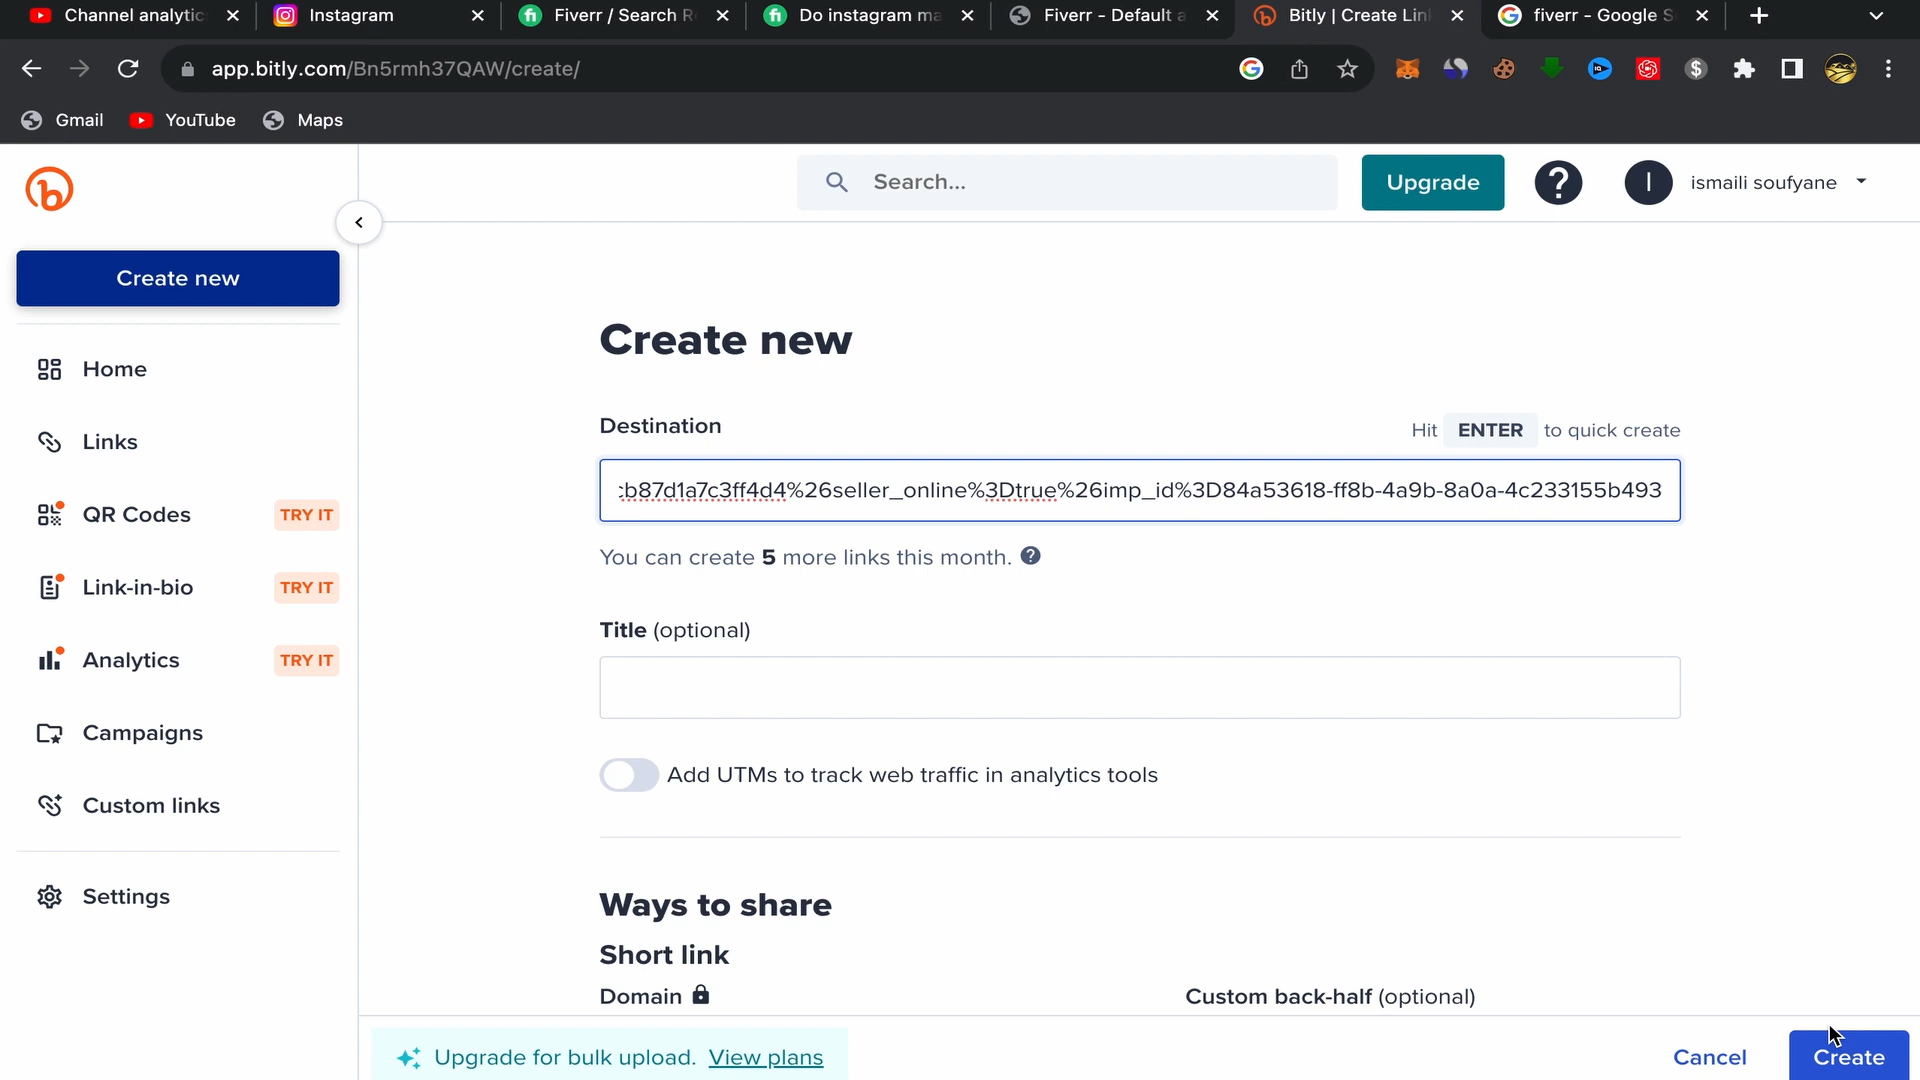 Channel analytic
Instagram
Fiverr / Search R
Do instagram ma
Fiverr - Default a
Bitly | Create Lin
fiverr - Google S
app.bitly.com/Bn5rmh37QAW/create/
Gmail
YouTube
Maps
Search...
Upgrade
?
I
ismaili soufyane
Create new
Home
Links
QR Codes
TRY IT
Link-in-bio
TRY IT
Analytics
TRY IT
Campaigns
Custom links
Settings
Create new
Destination
Hit ENTER to quick create
cb87d1a7c3ff4d4%26seller_online%3Dtrue%26imp_id%3D84a53618-ff8b-4a9b-8a0a-4c233155b493
You can create 5 more links this month. ?
Title (optional)
Add UTMs to track web traffic in analytics tools
Ways to share
Short link
Domain
Custom back-half (optional)
Upgrade for bulk upload. View plans
Cancel
Create